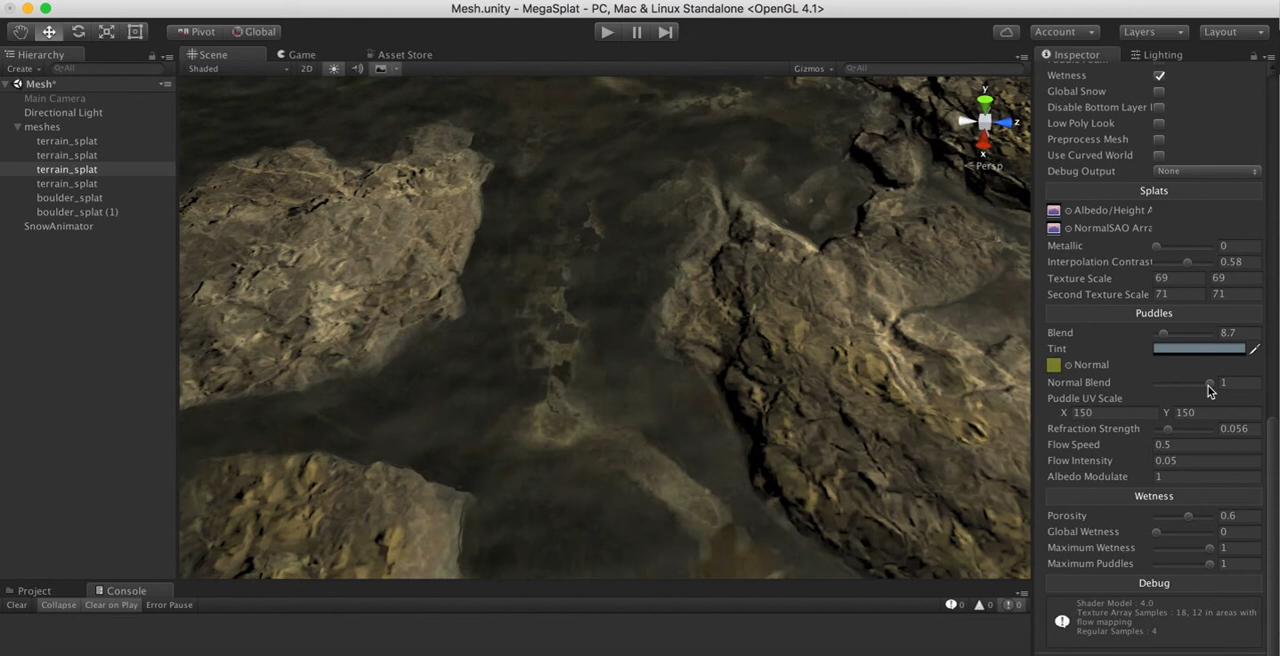 Mesh.unity - MegaSplat - PC, Mac & Linux Standalone <OpenGL 4.1>
Pivot Global Account Layers Layout
Hierarchy Scene Game Asset Store Inspector Lighting
Create All Shaded 2D Gizmos All
Mesh*
Main Camera
Directional Light
meshes
terrain_splat
terrain_splat
terrain_splat
terrain_splat
boulder_splat
boulder_splat (1)
SnowAnimator
y
z
x
Persp
Wetness
Global Snow
Disable Bottom Layer
Low Poly Look
Preprocess Mesh
Use Curved World
Debug Output None
Splats
Albedo/Height A
NormalSAO Arra
Metallic 0
Interpolation Contrast 0.58
Texture Scale 69 69
Second Texture Scale 71 71
Puddles
Blend 8.7
Tint
Normal
Normal Blend 1
Puddle UV Scale
X 150 Y 150
Refraction Strength 0.056
Flow Speed 0.5
Flow Intensity 0.05
Albedo Modulate 1
Wetness
Porosity 0.6
Global Wetness 0
Maximum Wetness 1
Maximum Puddles 1
Debug
Shader Model : 4.0
Texture Array Samples : 18, 12 in areas with
flow mapping
Regular Samples : 4
Project Console
Clear Collapse Clear on Play Error Pause 0 0 0